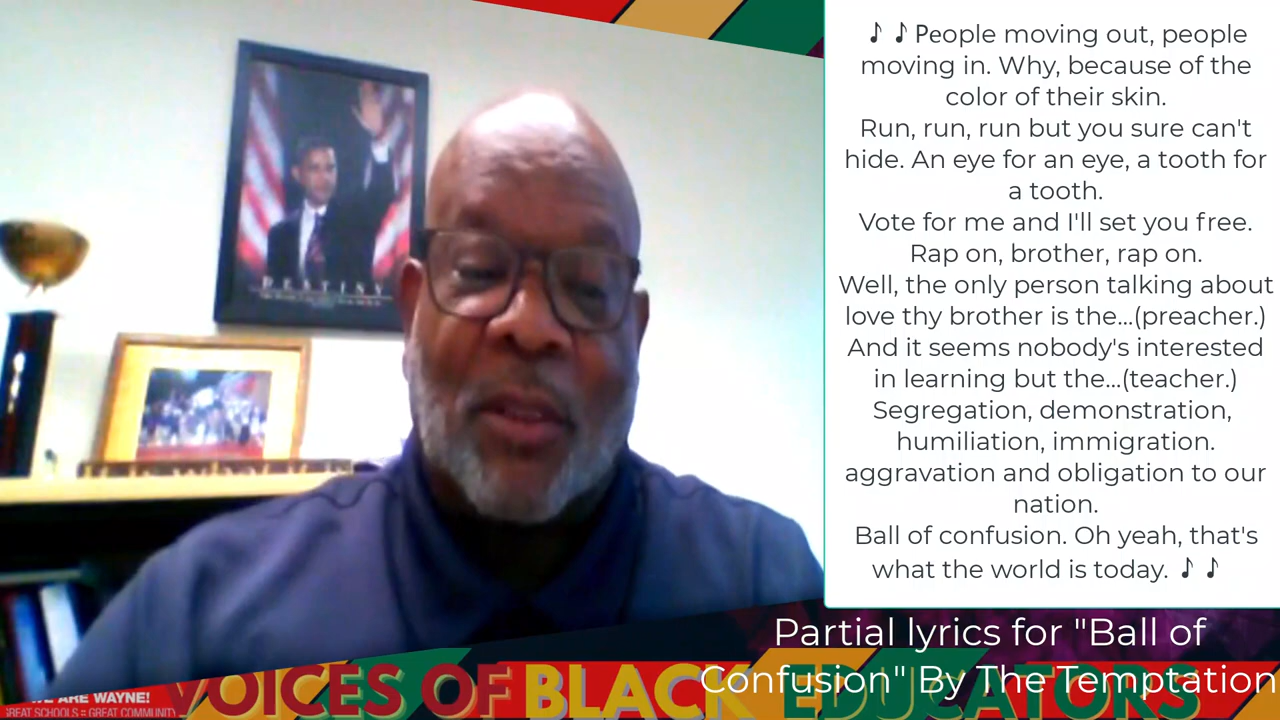 ♪ ♪ People moving out, people
moving in. Why, because of the
color of their skin.
Run, run, run but you sure can't
hide. An eye for an eye, a tooth for
a tooth.
Vote for me and I'll set you free.
Rap on, brother, rap on.
Well, the only person talking about
love thy brother is the...(preacher.)
And it seems nobody's interested
in learning but the...(teacher.)
Segregation, demonstration,
humiliation, immigration.
aggravation and obligation to our
nation.
Ball of confusion. Oh yeah, that's
what the world is today. ♪ ♪
Partial lyrics for "Ball of
Confusion" By The Temptation
DESTINY
WE ARE WAYNE!
GREAT SCHOOLS = GREAT COMMUNITY
VOICES OF BLACK EDUCATORS